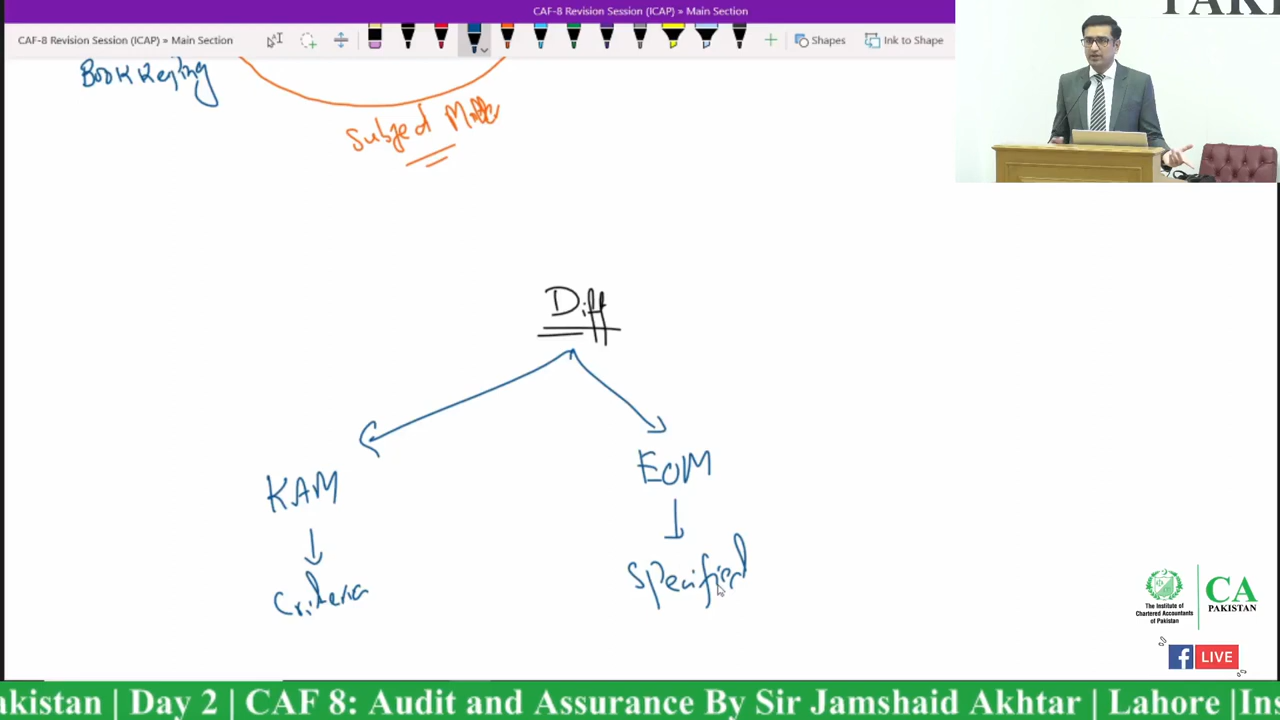 CAF-8 Revision Session (ICAP) » Main Section
CAF-8 Revision Session (ICAP) » Main Section
Shapes
Ink to Shape
Book Keeping
Subject Matter
Diff
KAM
EOM
Criteria
Specified
The Institute of
Chartered Accountants
of Pakistan
CA
PAKISTAN
f LIVE
akistan | Day 2 | CAF 8: Audit and Assurance By Sir Jamshaid Akhtar | Lahore |Ins